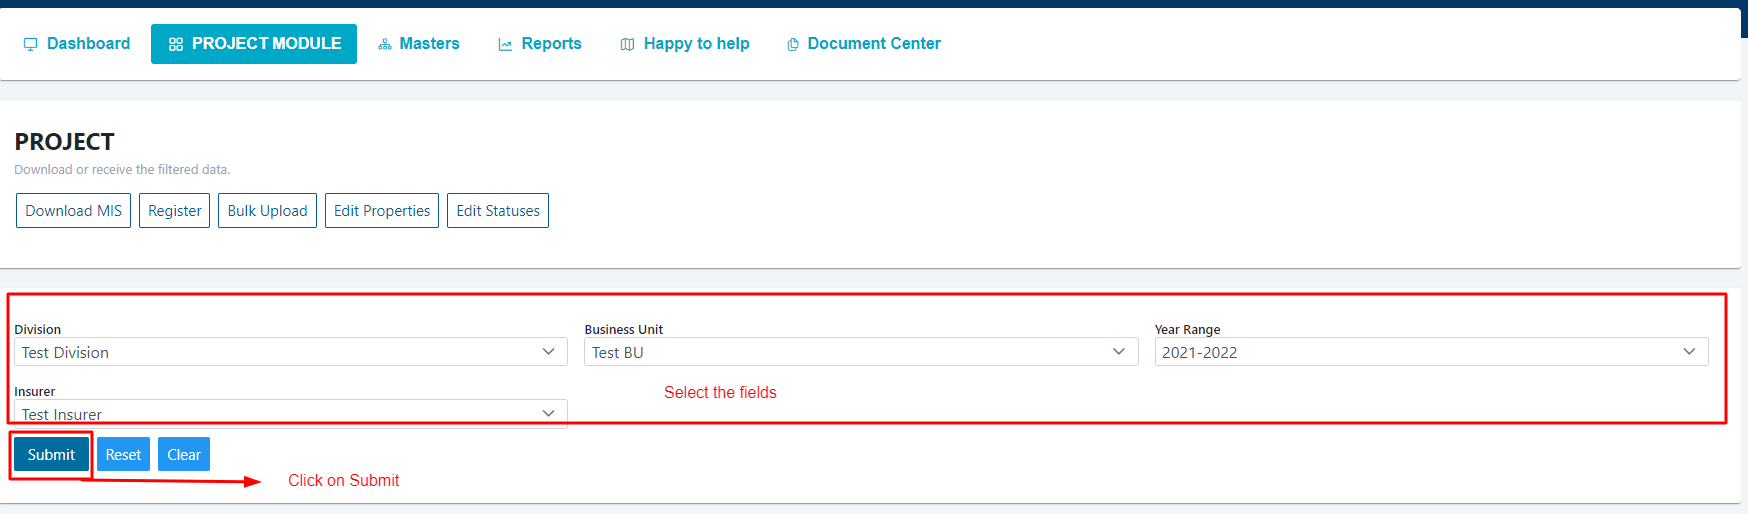 Dashboard PROJECT MODULE Masters Reports Happy to help Document Center
PROJECT
Download or receive the filtered data.
Download MIS Register Bulk Upload Edit Properties Edit Statuses
Division Business Unit Year Range
Test Division Test BU 2021-2022
Insurer
Select the fields
Test Insurer
Submit Reset Clear
Click on Submit